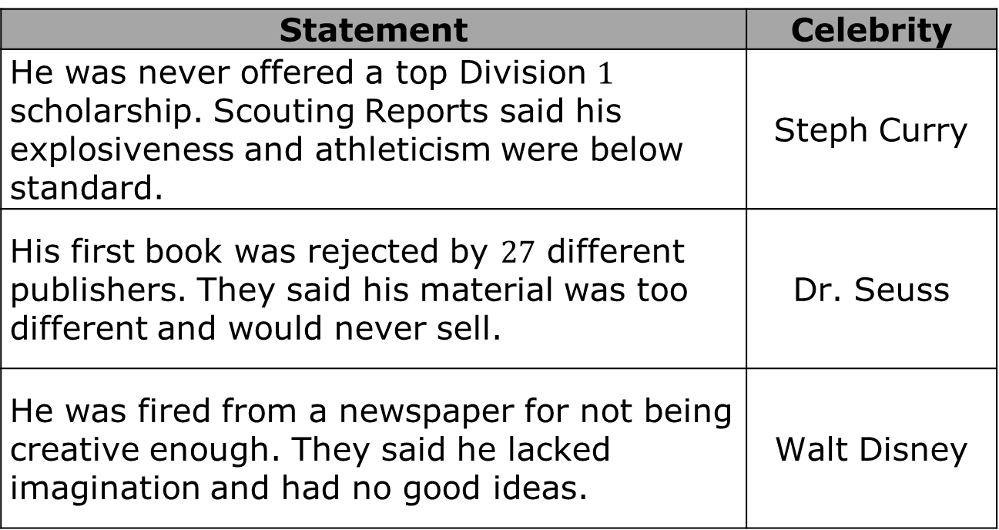 Statement
Celebrity
He was never offered a top Division 1
scholarship. Scouting Reports said his
explosiveness and athleticism were below
standard.
Steph Curry
His first book was rejected by 27 different
publishers. They said his material was too
different and would never sell.
Dr. Seuss
He was fired from a newspaper for not being
creative enough. They said he lacked
imagination and had no good ideas.
Walt Disney